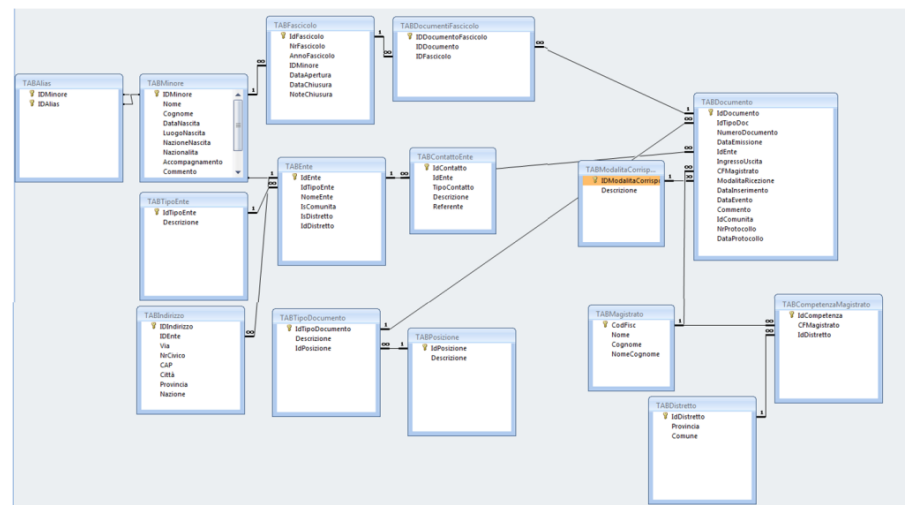 TABFascicolo
IdFascicolo
NrFascicolo
AnnoFascicolo
IDMinore
DataApertura
DataChiusura
NoteChiusura
TABDocumentiFascicolo
IDDocumentoFascicolo
IDDocumento
IDFascicolo
TABAlias
IDMinore
IDAlias
TABMinore
IDMinore
Nome
Cognome
DataNascita
LuogoNascita
NazioneNascita
Nazionalita
Accompagnamento
Commento
TABDocumento
IdDocumento
IdTipoDoc
NumeroDocumento
DataEmissione
IdEnte
IngressoUscita
CFMagistrato
ModalitaRicezione
DataInserimento
DataEvento
Commento
IdComunita
NrProtocollo
DataProtocollo
TABEnte
IdEnte
IdTipoEnte
NomeEnte
IsComunita
IsDistretto
IdDistretto
TABContattoEnte
IdContatto
IdEnte
TipoContatto
Descrizione
Referente
TABModalitaCorrisp...
IDModalitaCorrispo
Descrizione
TABTipoEnte
IdTipoEnte
Descrizione
TABIndirizzo
IDIndirizzo
IDEnte
Via
NrCivico
CAP
Città
Provincia
Nazione
TABTipoDocumento
IdTipoDocumento
Descrizione
IdPosizione
TABPosizione
IdPosizione
Descrizione
TABMagistrato
CodFisc
Nome
Cognome
NomeCognome
TABCompetenzaMagistrato
IdCompetenza
CFMagistrato
IdDistretto
TABDistretto
IdDistretto
Provincia
Comune